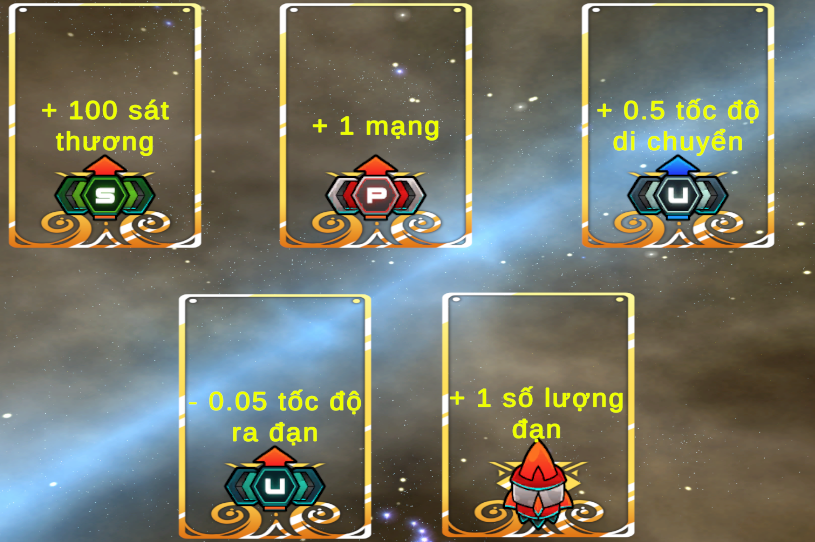 + 100 sát
thương
S
+ 1 mạng
P
+ 0.5 tốc độ
di chuyển
U
- 0.05 tốc độ
ra đạn
U
+ 1 số lượng
đạn